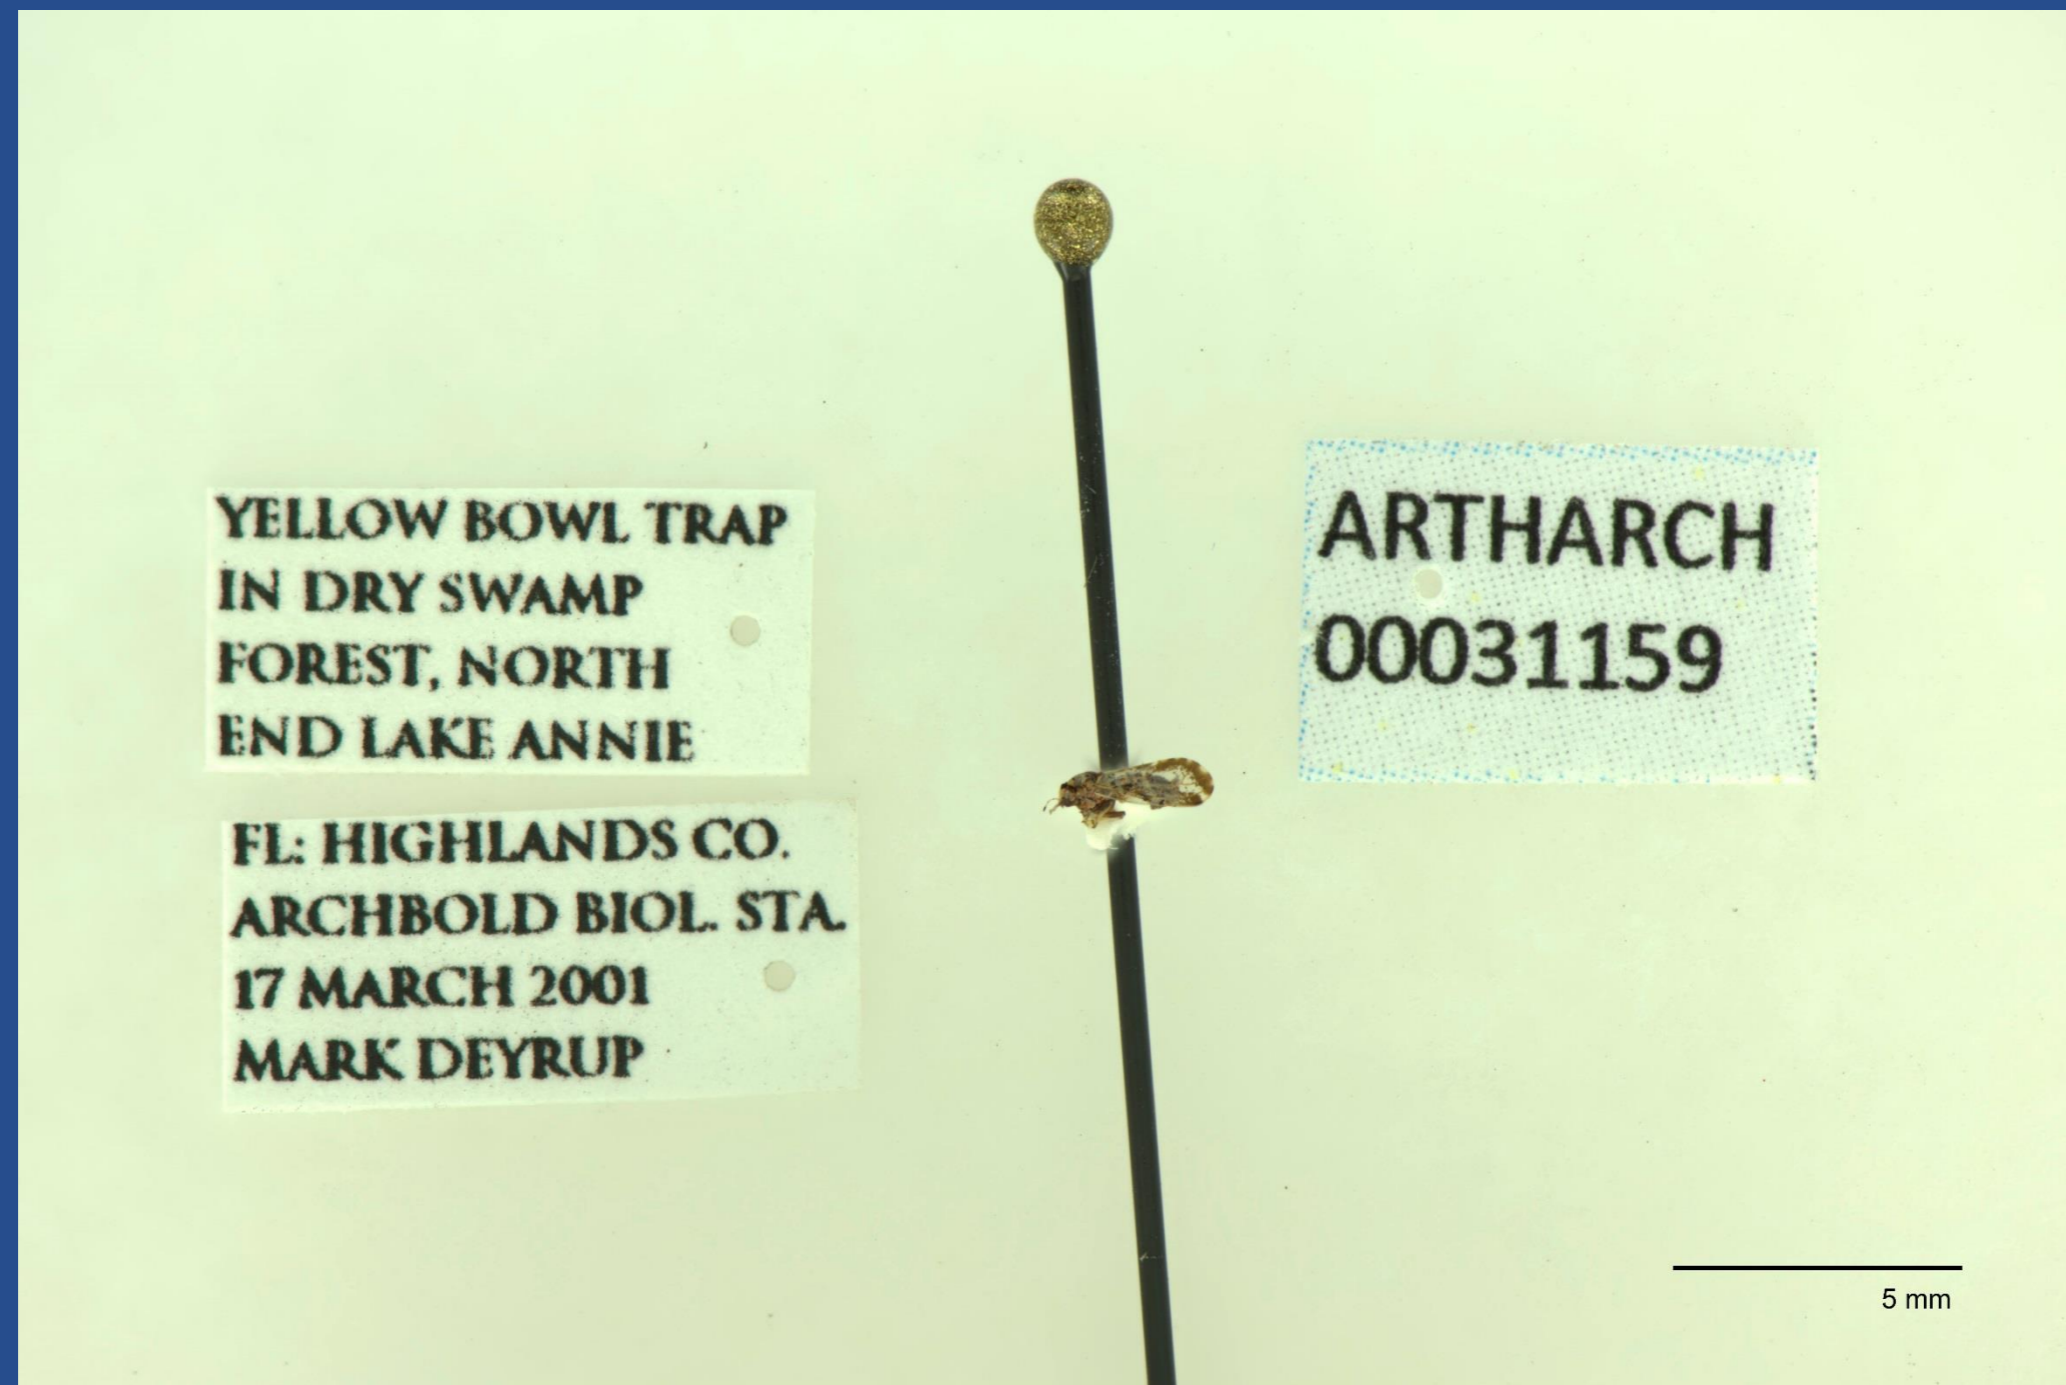 YELLOW BOWL TRAP
IN DRY SWAMP
FOREST, NORTH
END LAKE ANNIE
FL: HIGHLANDS CO.
ARCHBOLD BIOL. STA.
17 MARCH 2001
MARK DEYRUP
ARTHARCH
00031159
5 mm